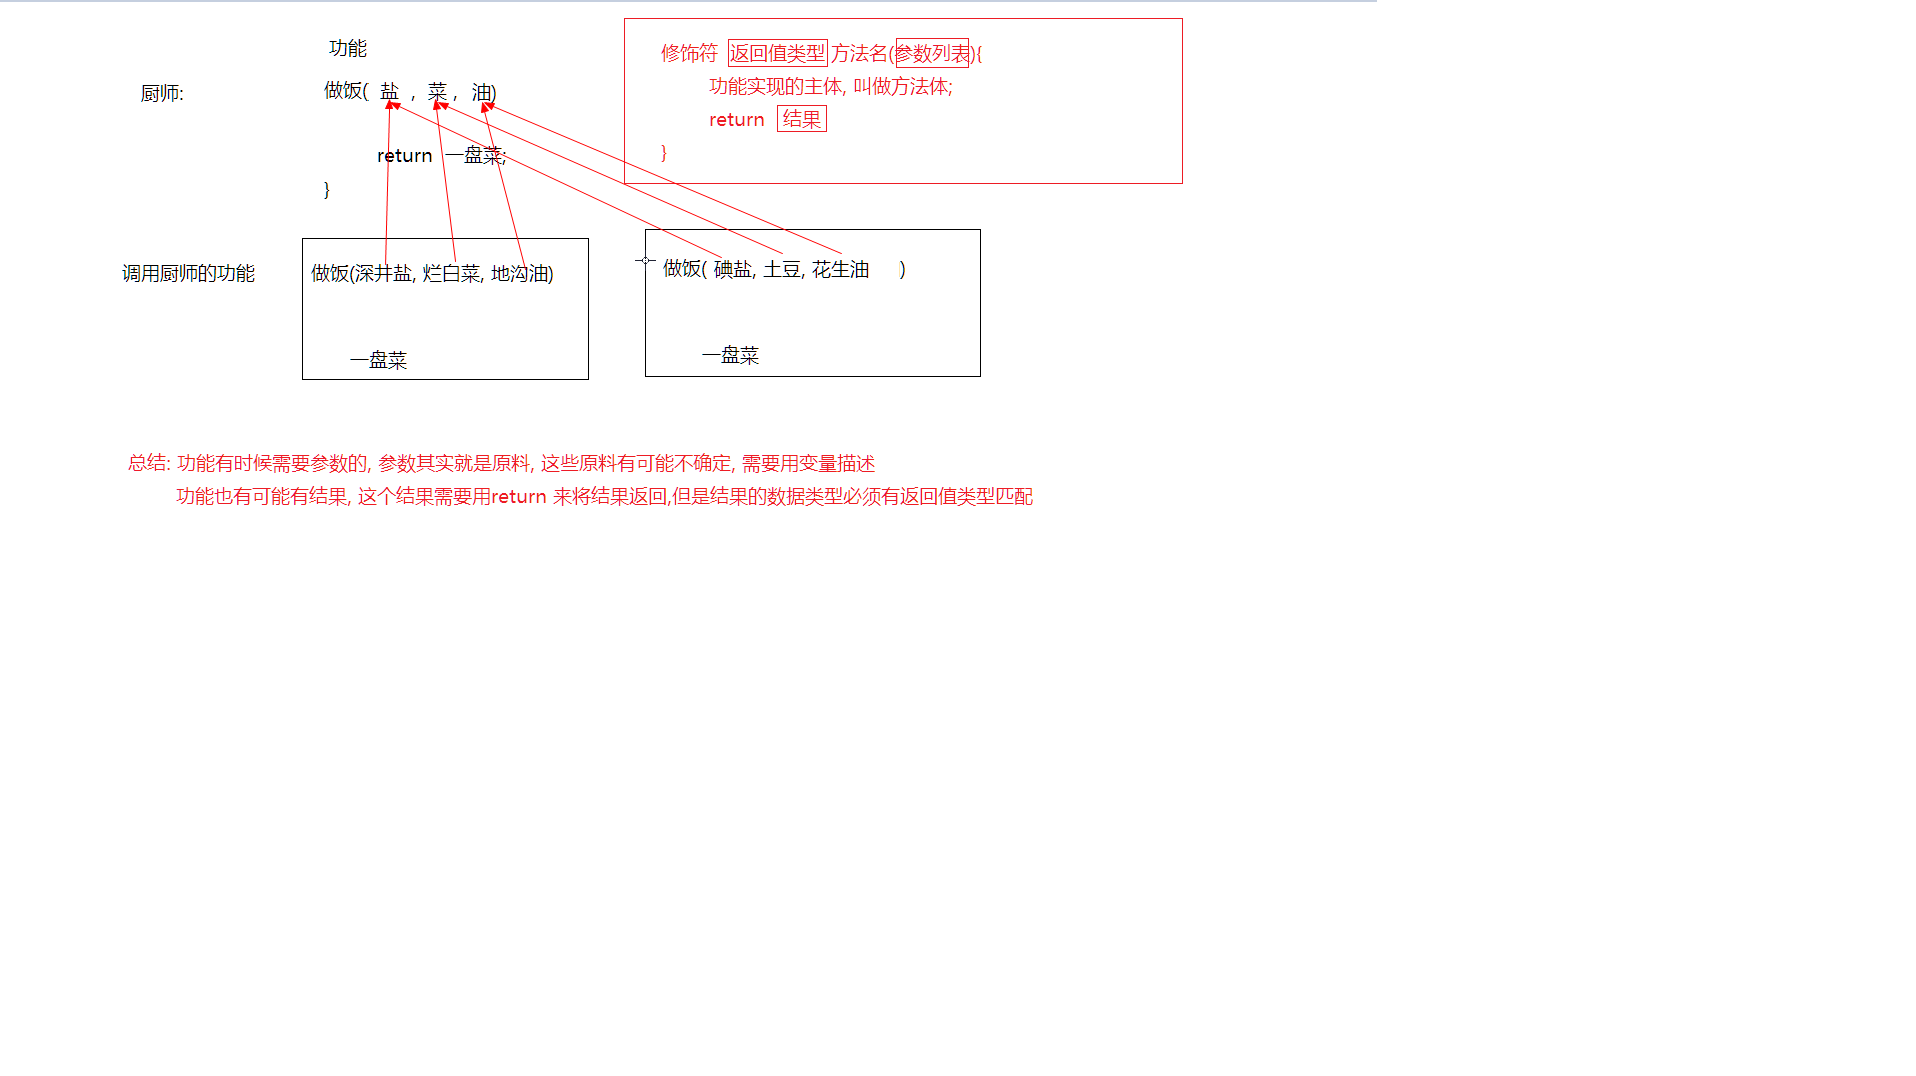 功能
厨师:
做饭( 盐 , 菜 , 油)
return 一盘菜;
}
修饰符 返回值类型 方法名(参数列表){
功能实现的主体, 叫做方法体;
return 结果
}
调用厨师的功能
做饭(深井盐, 烂白菜, 地沟油)
一盘菜
做饭( 碘盐, 土豆, 花生油 )
一盘菜
总结: 功能有时候需要参数的, 参数其实就是原料, 这些原料有可能不确定, 需要用变量描述
功能也有可能有结果, 这个结果需要用return 来将结果返回,但是结果的数据类型必须有返回值类型匹配